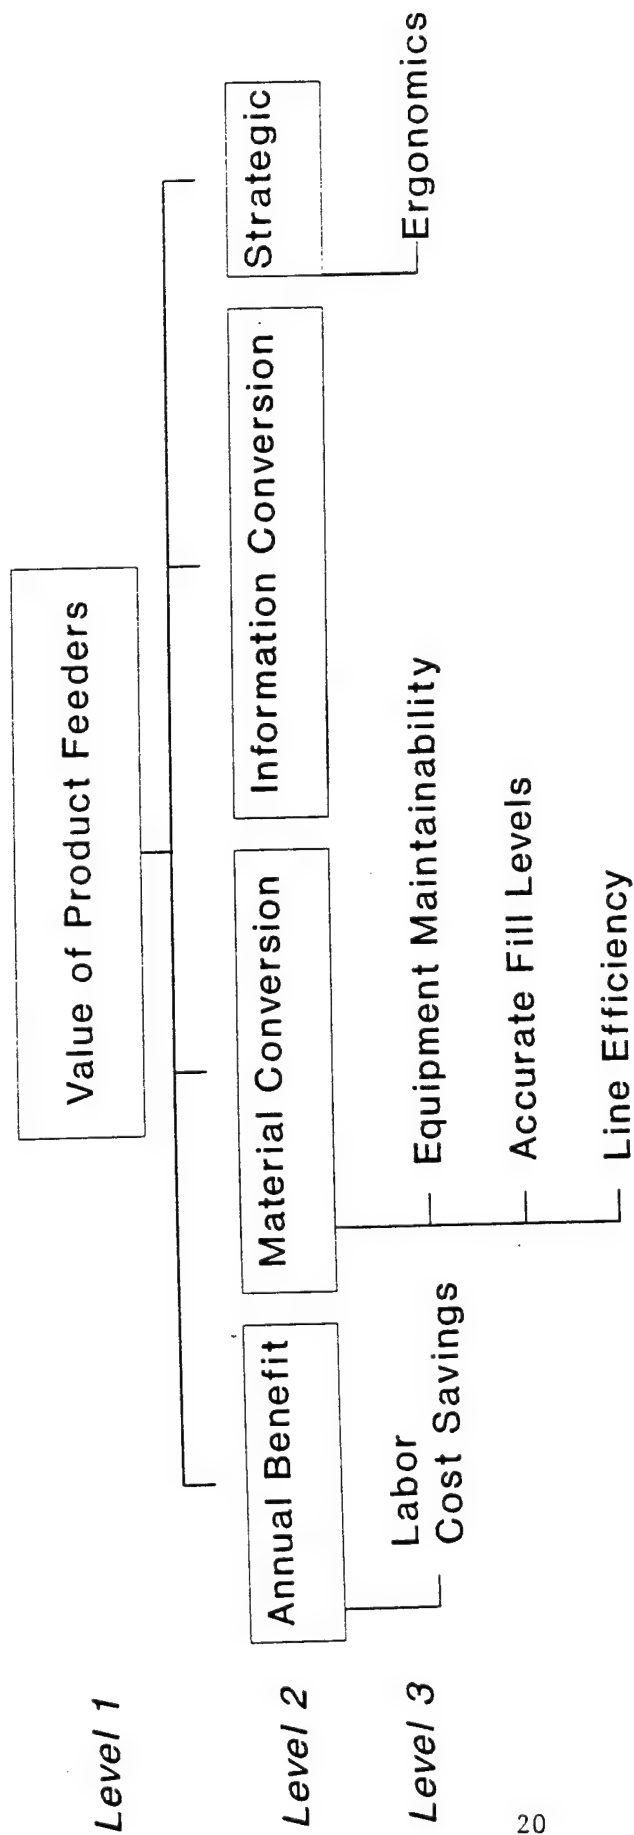 Level 1
Value of Product Feeders
Level 2
Annual Benefit
Material Conversion
Information Conversion
Strategic
Level 3
Labor
Cost Savings
Equipment Maintainability
Accurate Fill Levels
Line Efficiency
Ergonomics
20